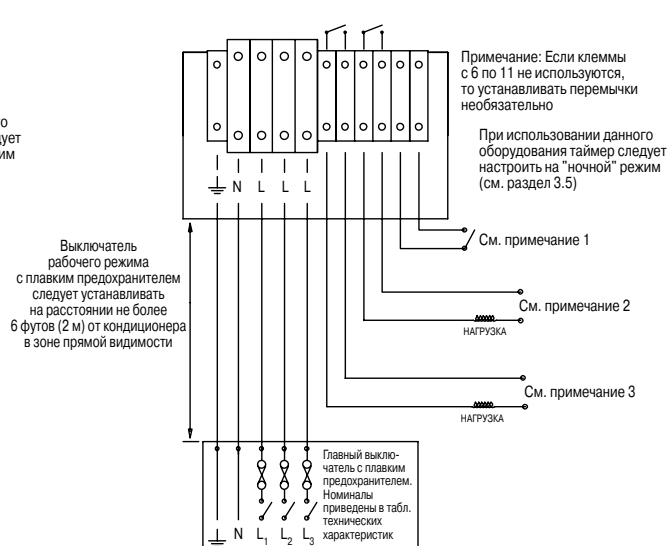 о
дует
им
Примечание: Если клеммы
с 6 по 11 не используются,
то устанавливать перемычки
необязательно
При использовании данного
оборудования таймер следует
настроить на "ночной" режим
(см. раздел 3.5)
N L L L
Выключатель
рабочего режима
с плавким предохранителем
следует устанавливать
на расстоянии не более
6 футов (2 м) от кондиционера
в зоне прямой видимости
См. примечание 1
См. примечание 2
НАГРУЗКА
См. примечание 3
НАГРУЗКА
Главный выклю-
чатель с плавким
предохранителем.
Номиналы
приведены в табл.
технических
характеристик
N L1 L2 L3